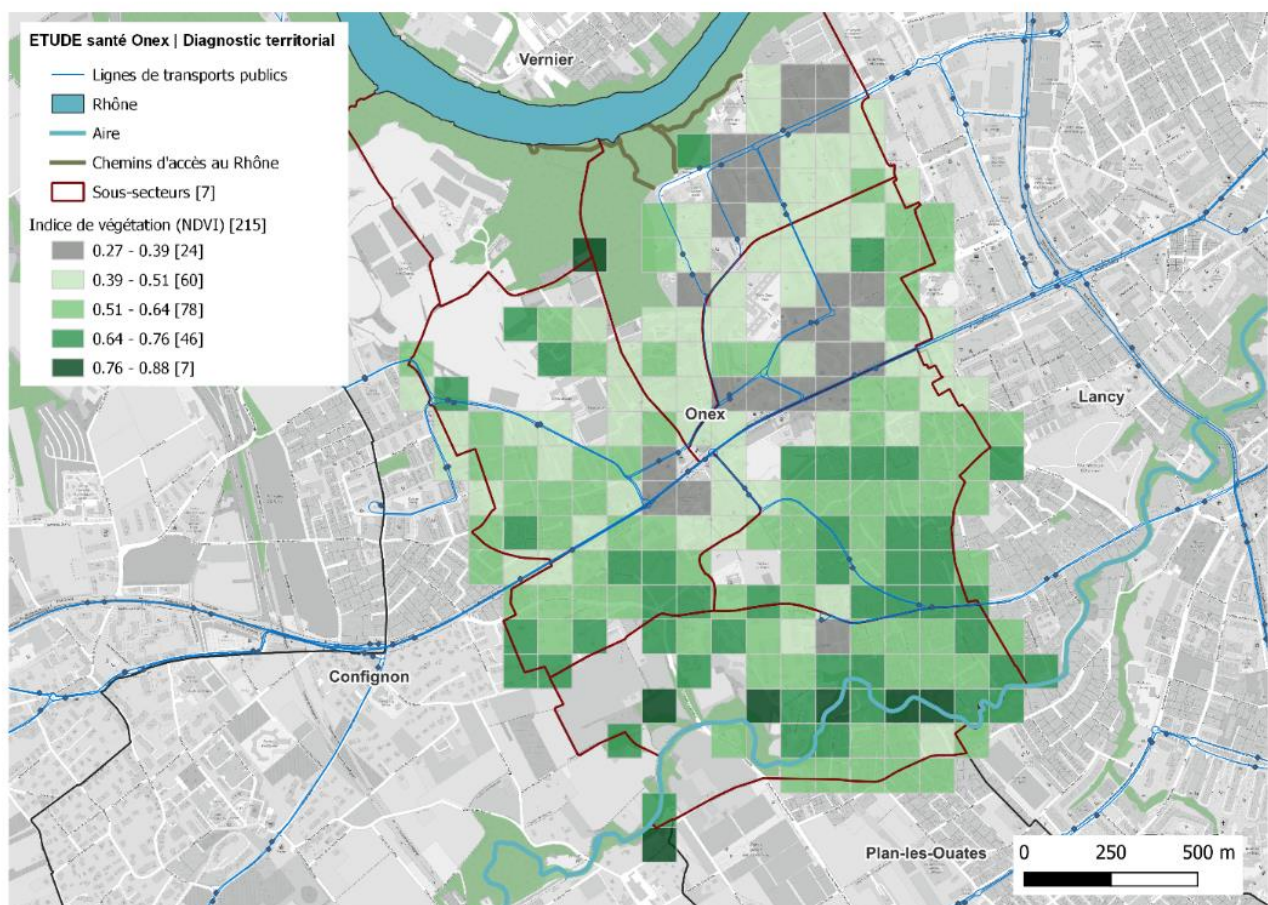 ETUDE santé Onex | Diagnostic territorial
Lignes de transports publics
Rhône
Aire
Chemins d'accès au Rhône
Sous-secteurs [7]
Indice de végétation (NDVI) [215]
0.27 - 0.39 [24]
0.39 - 0.51 [60]
0.51 - 0.64 [78]
0.64 - 0.76 [46]
0.76 - 0.88 [7]
Vernier
Onex
Lancy
Confignon
Plan-les-Ouates
0 250 500 m